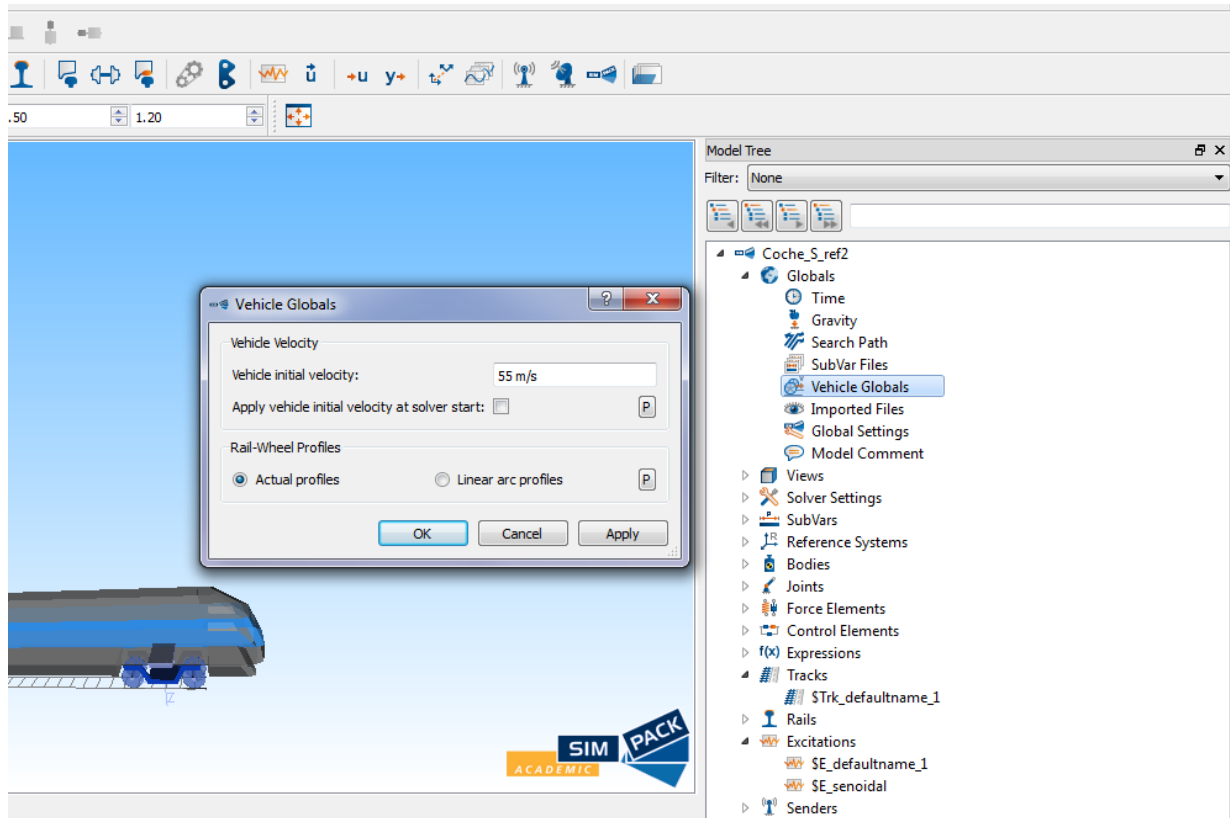 .50
1.20
Model Tree
Filter: None
Coche_S_ref2
Globals
Time
Gravity
Search Path
SubVar Files
Vehicle Globals
Imported Files
Global Settings
Model Comment
Views
Solver Settings
SubVars
Reference Systems
Bodies
Joints
Force Elements
Control Elements
f(x) Expressions
Tracks
$Trk_defaultname_1
Rails
Excitations
$E_defaultname_1
$E_senoidal
Senders
Vehicle Globals
Vehicle Velocity
Vehicle initial velocity: 55 m/s
Apply vehicle initial velocity at solver start: P
Rail-Wheel Profiles
Actual profiles Linear arc profiles P
OK Cancel Apply
Z
SIMPACK
ACADEMIC